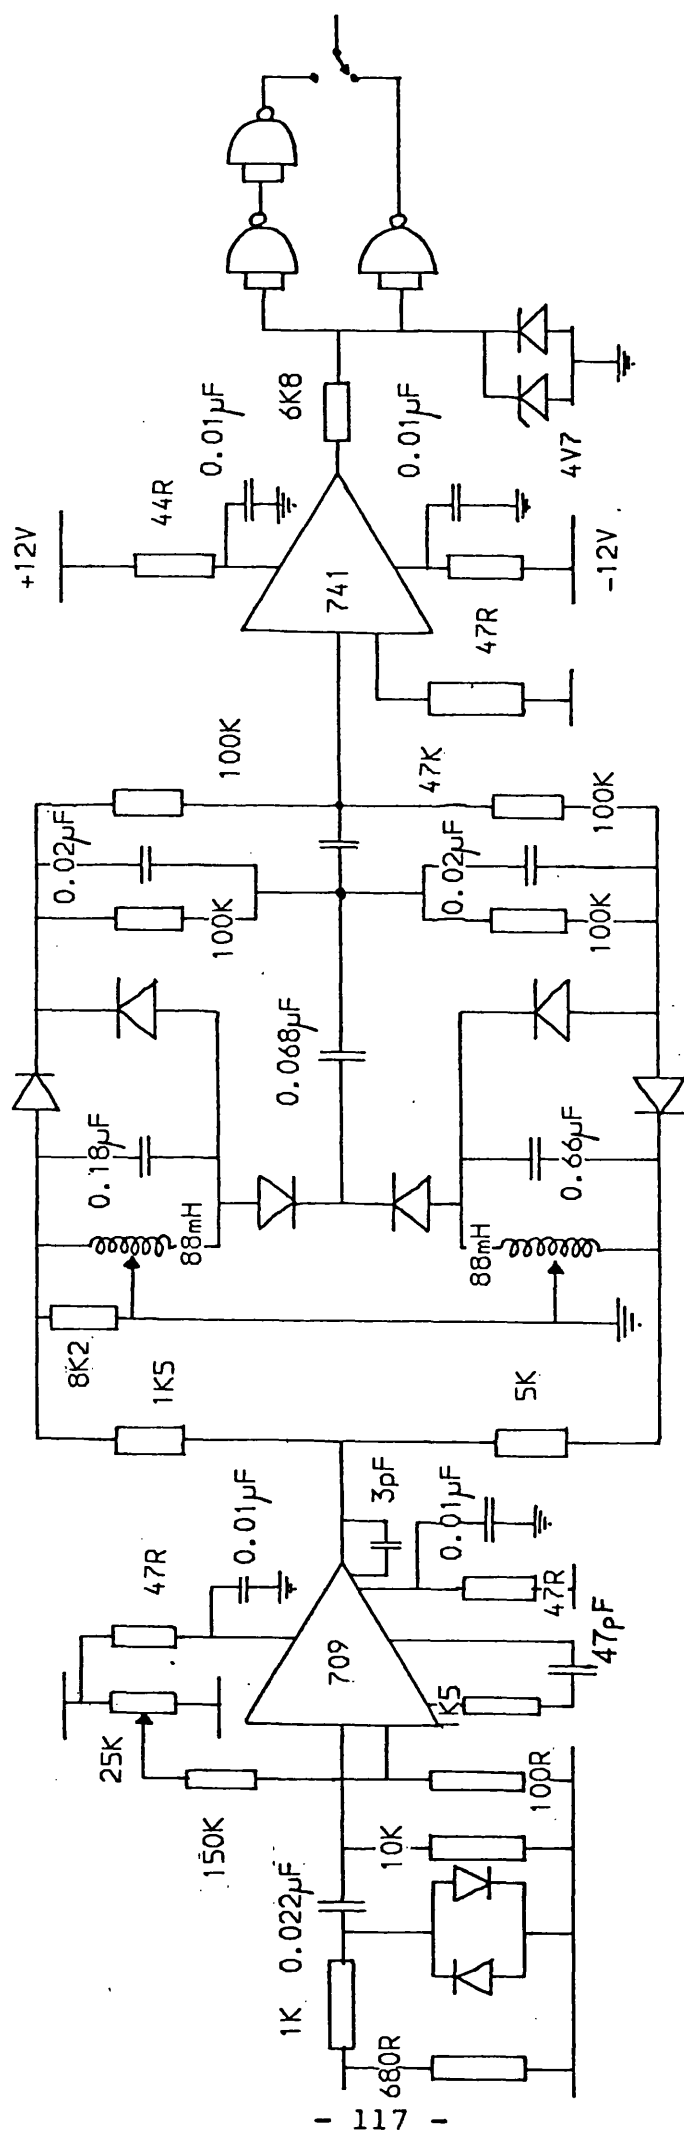 +12V
44R
0.01µF
6K8
0.01µF
741
47R
-12V
4V7
100K
47K
0.02µF
100K
100K
0.02µF
100K
0.068µF
0.18µF
0.66µF
88mH
88mH
8K2
1K5
5K
3pF
0.01µF
47R
0.01µF
47R
47pF
709
K5
25K
150K
100R
10K
0.022µF
1K
680R
- 117 -